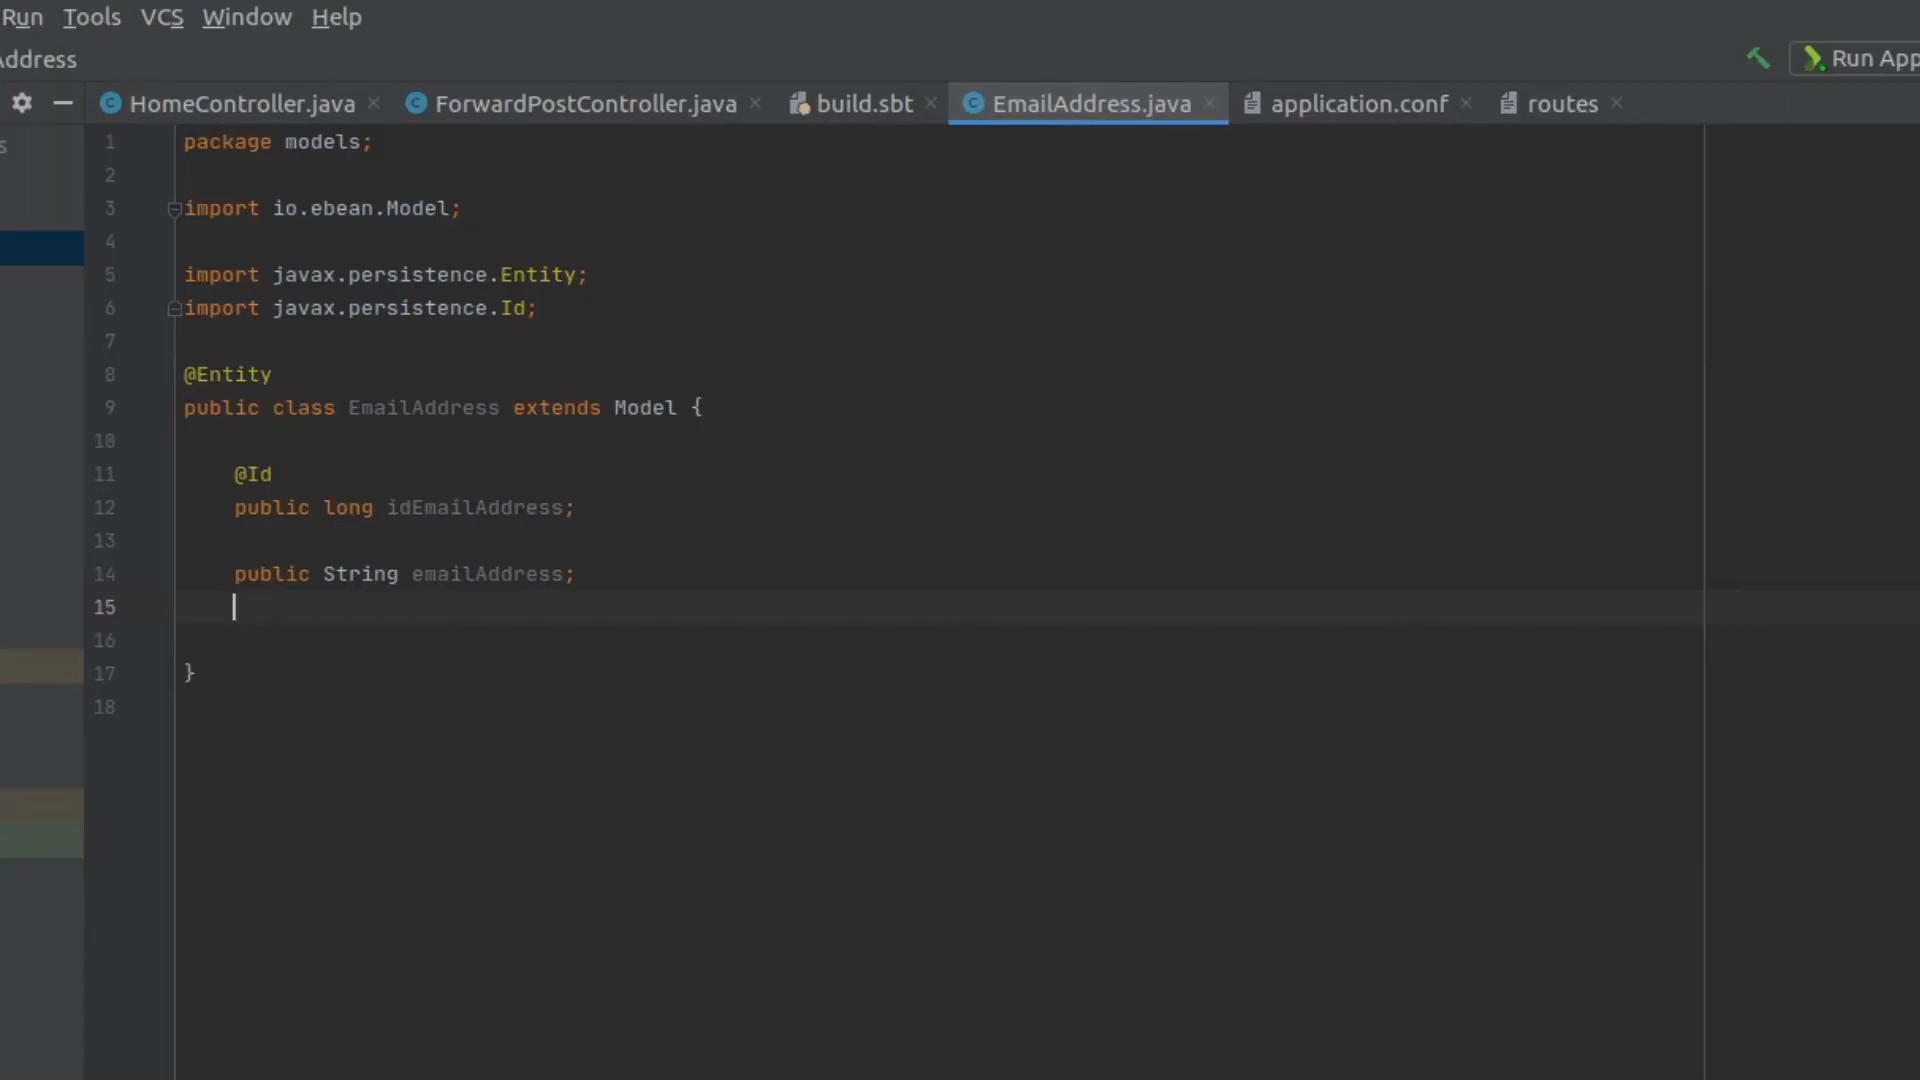 Run Tools VCS Window Help
Address
Run App
HomeController.java ForwardPostController.java build.sbt EmailAddress.java application.conf routes
1 package models;
2
3 import io.ebean.Model;
4
5 import javax.persistence.Entity;
6 import javax.persistence.Id;
7
8 @Entity
9 public class EmailAddress extends Model {
10
11 @Id
12 public long idEmailAddress;
13
14 public String emailAddress;
15
16
17 }
18